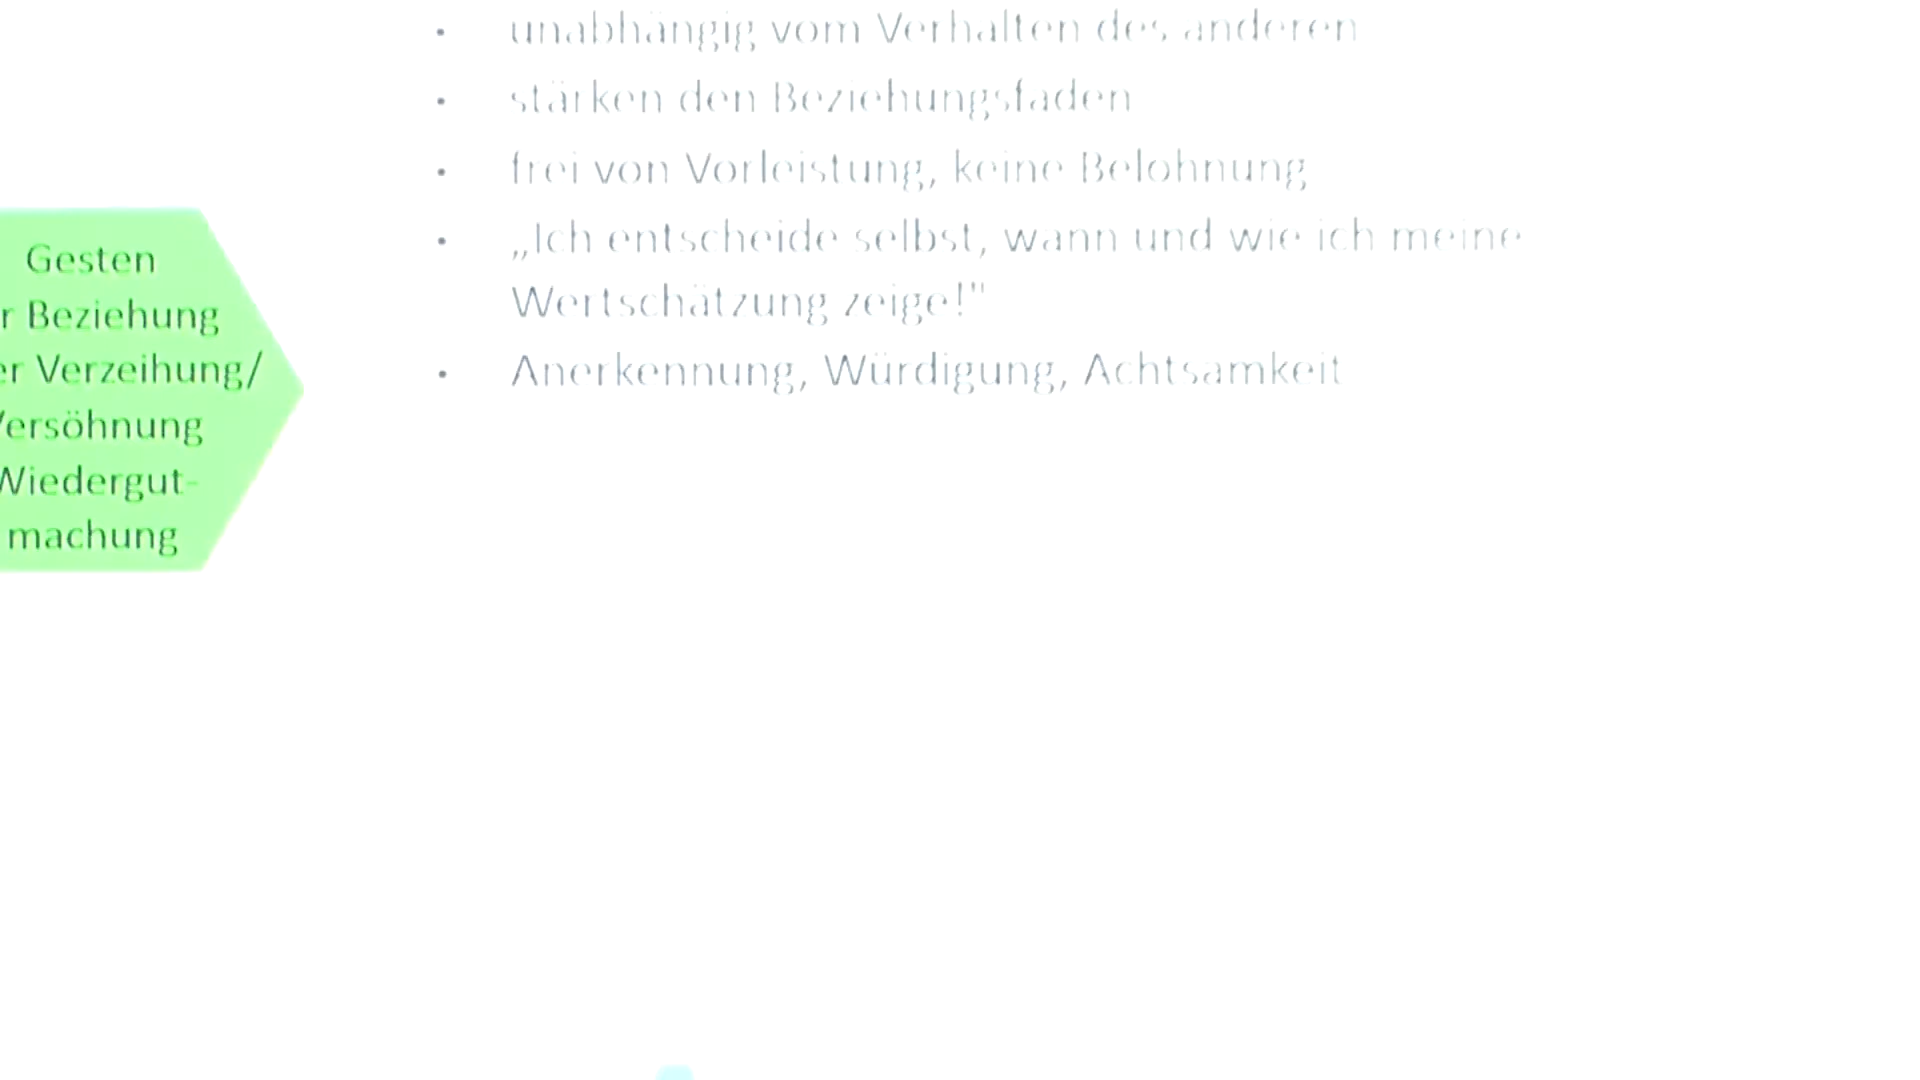 • unabhängig vom Verhalten des anderen
• stärken den Beziehungsfaden
• frei von Vorleistung, keine Belohnung
• „Ich entscheide selbst, wann und wie ich meine
Wertschätzung zeige!"
• Anerkennung, Würdigung, Achtsamkeit
Gesten
r Beziehung
er Verzeihung/
Versöhnung
Wiedergut-
machung